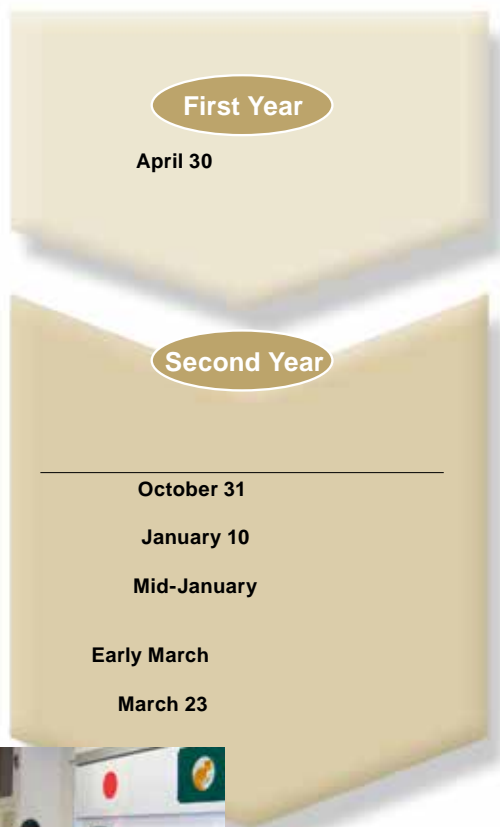 First Year
April 30
Second Year
October 31
January 10
Mid-January
Early March
March 23